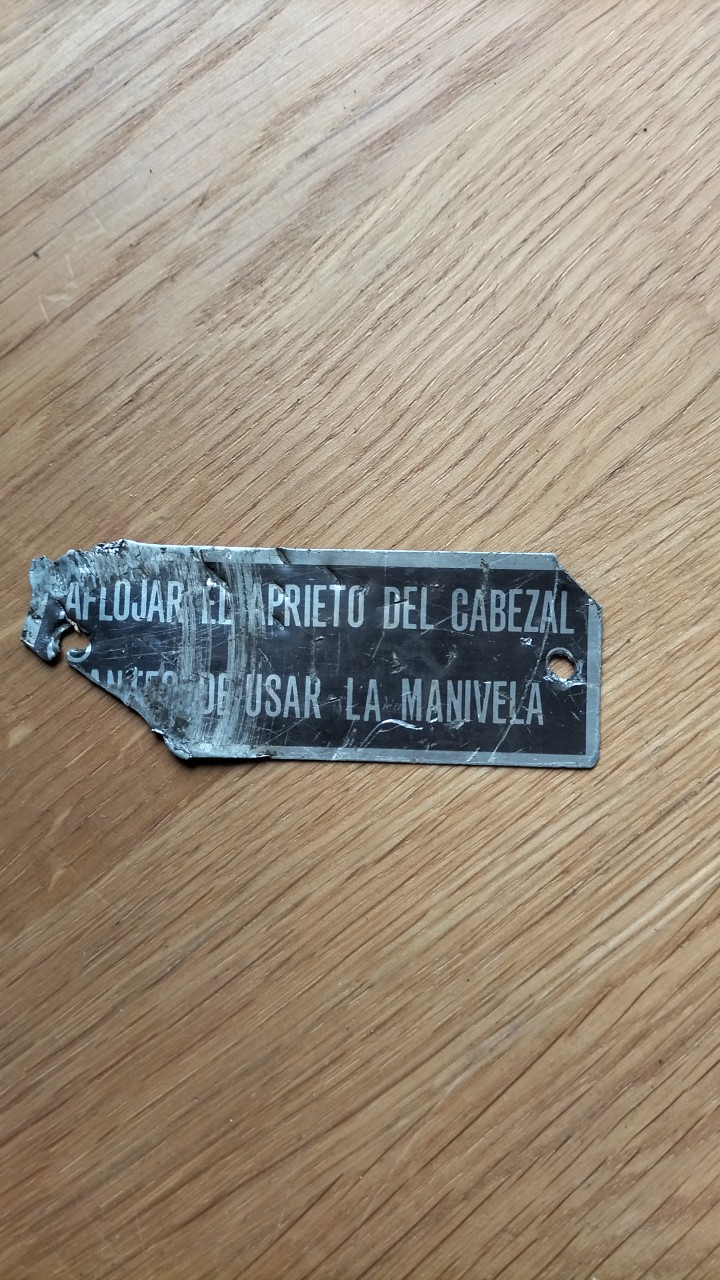 AFLOJAR EL APRIETO DEL CABEZAL
ANTES DE USAR LA MANIVELA